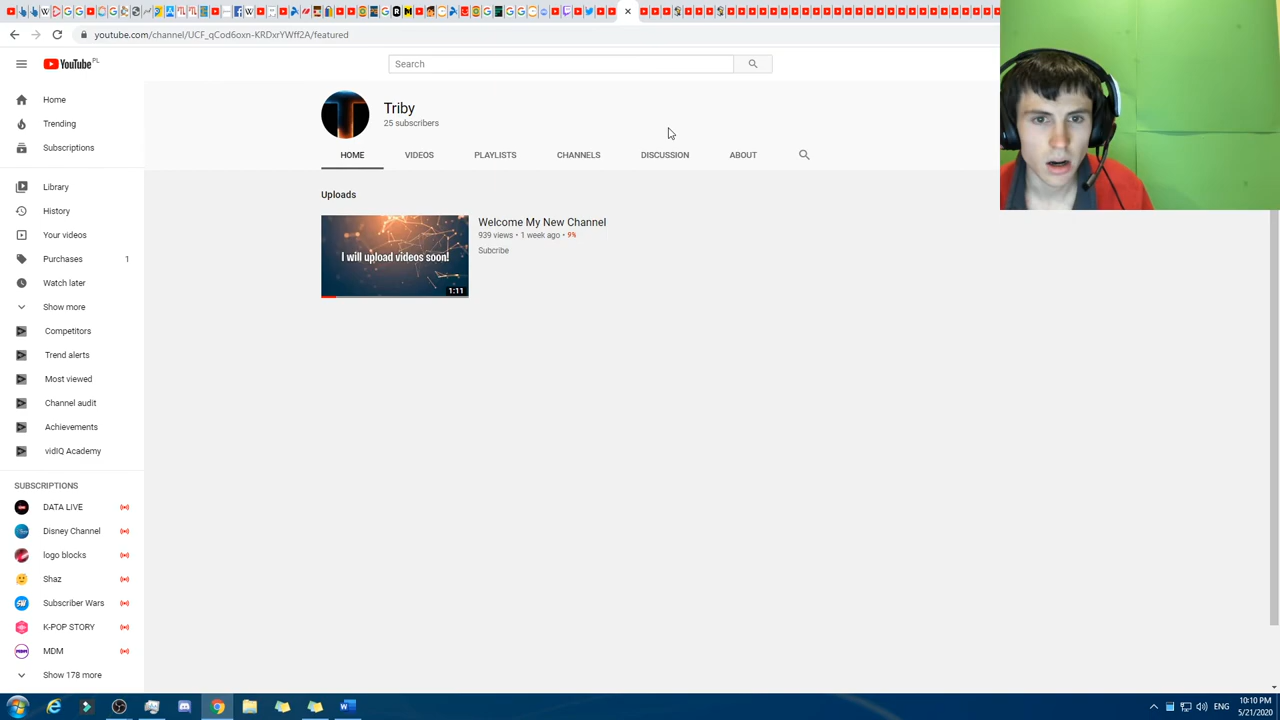 youtube.com/channel/UCF_qCod6oxn-KRDxrYWff2A/featured
YouTube PL
Search
Home
Trending
Subscriptions
Library
History
Your videos
Purchases 1
Watch later
Show more
Competitors
Trend alerts
Most viewed
Channel audit
Achievements
vidIQ Academy
SUBSCRIPTIONS
DATA LIVE
Disney Channel
logo blocks
Shaz
Subscriber Wars
K-POP STORY
MDM
Show 178 more
Triby
25 subscribers
HOME VIDEOS PLAYLISTS CHANNELS DISCUSSION ABOUT
Uploads
I will upload videos soon!
1:11
Welcome My New Channel
939 views • 1 week ago • 9%
Subcribe
ENG
10:10 PM
5/21/2020